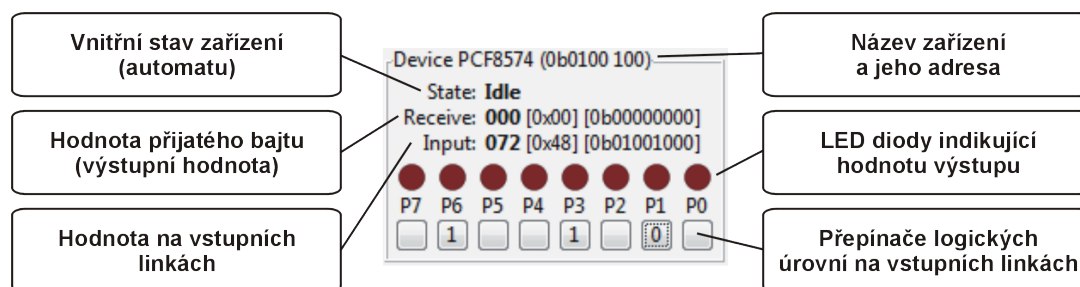 Vnitřní stav zařízení
(automatu)
Hodnota přijatého bajtu
(výstupní hodnota)
Hodnota na vstupních
linkách
Device PCF8574 (0b0100 100)
State: Idle
Receive: 000 [0x00] [0b00000000]
Input: 072 [0x48] [0b01001000]
P7 P6 P5 P4 P3 P2 P1 P0
1 1 0
Název zařízení
a jeho adresa
LED diody indikující
hodnotu výstupu
Přepínače logických
úrovní na vstupních linkách